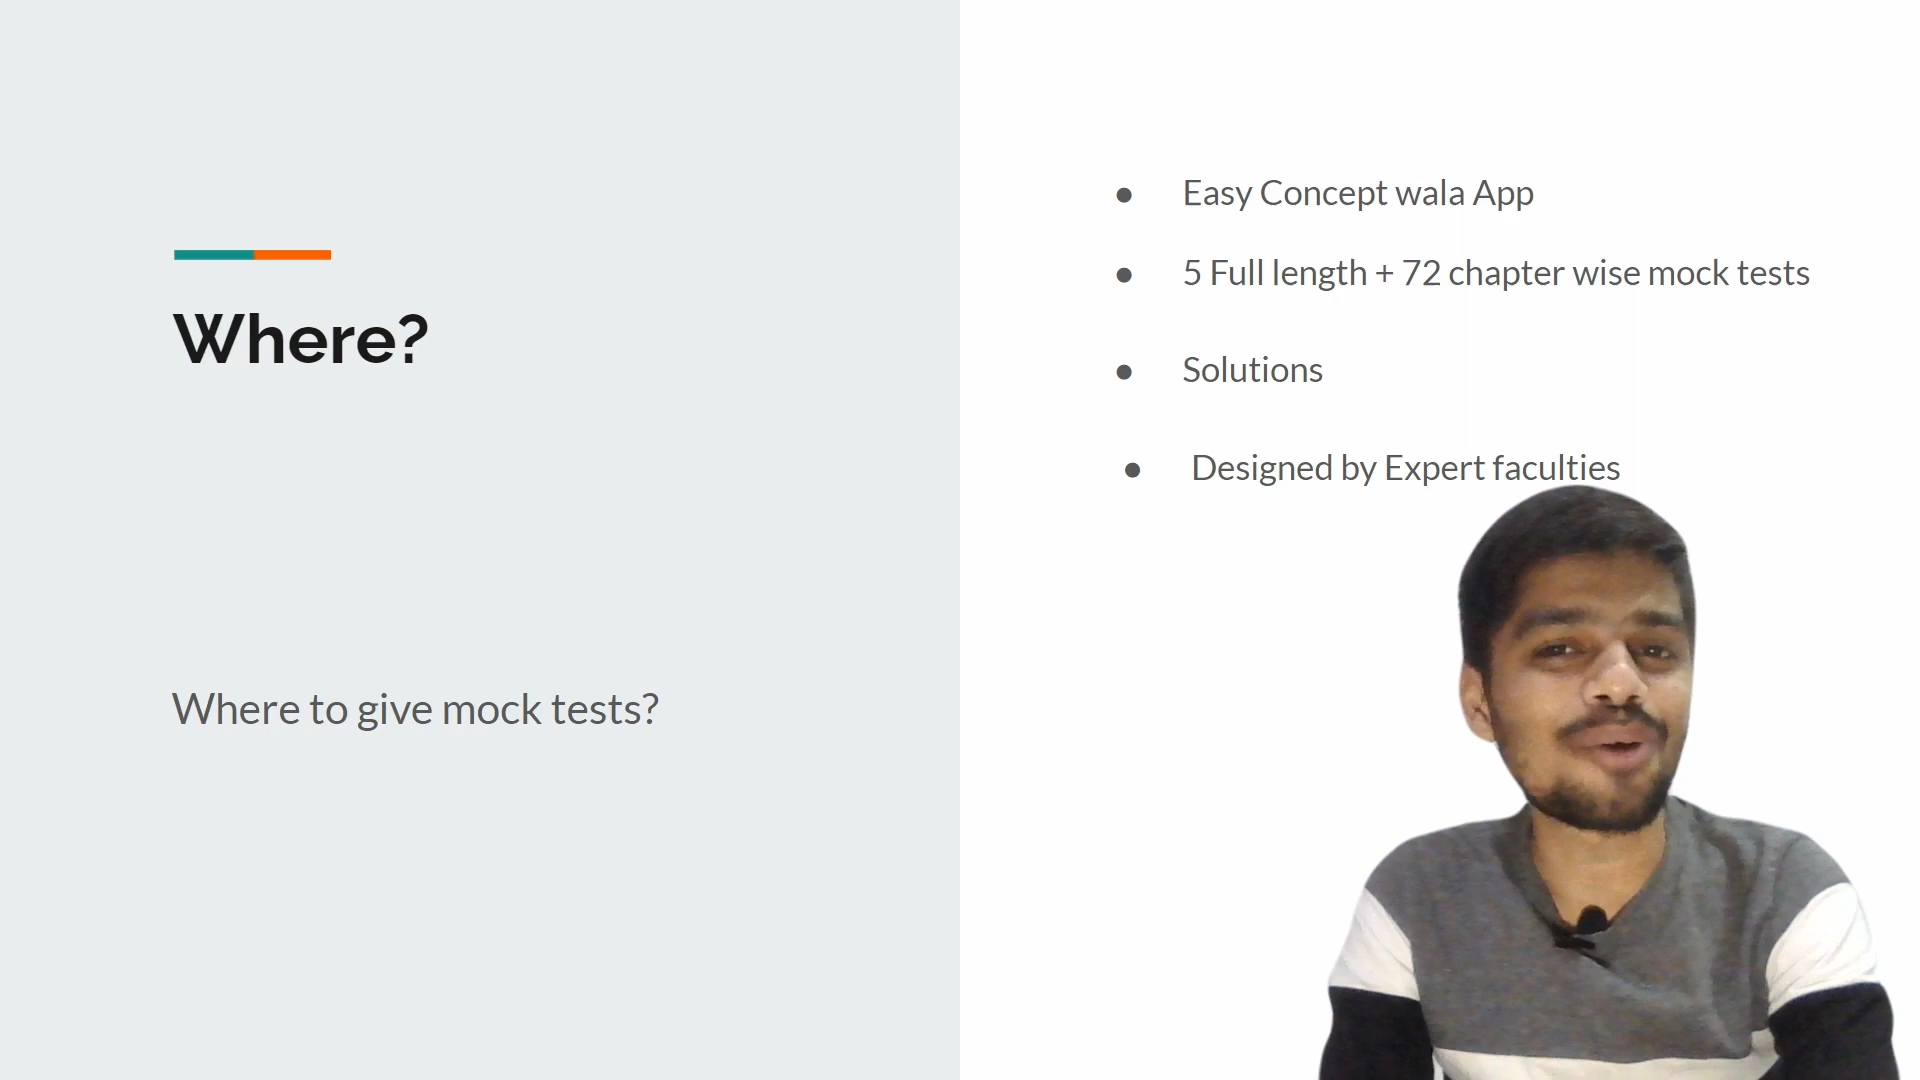 Where?
Where to give mock tests?
● Easy Concept wala App
● 5 Full length + 72 chapter wise mock tests
● Solutions
● Designed by Expert faculties